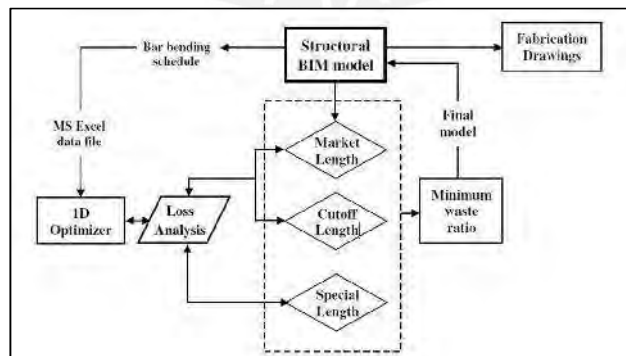 Bar bending
schedule
Structural
BIM model
Fabrication
Drawings
MS Excel
data file
Market
Length
Final
model
1D
Optimizer
Loss
Analysis
Cutoff
Length
Minimum
waste
ratio
Special
Length